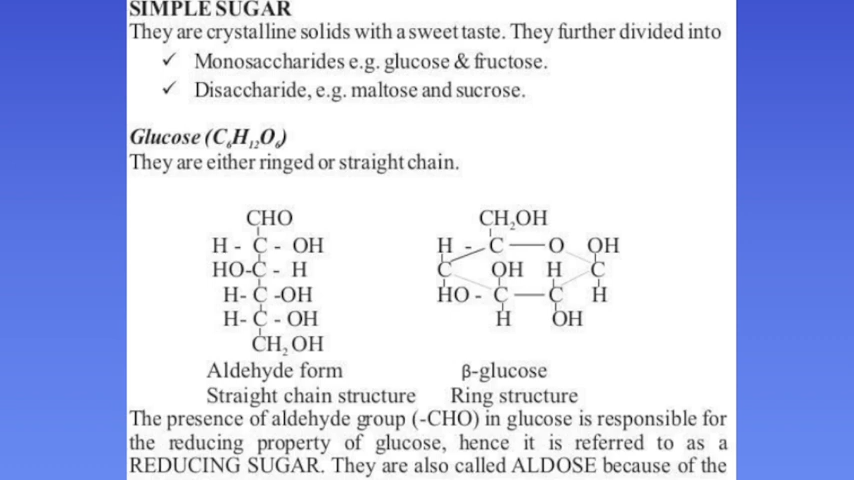 SIMPLE SUGAR
They are crystalline solids with a sweet taste. They further divided into
✓ Monosaccharides e.g. glucose & fructose.
✓ Disaccharide, e.g. maltose and sucrose.
Glucose (C₆H₁₂O₆)
They are either ringed or straight chain.
CHO CH₂OH
H - C - OH H - C — O OH
HO-C - H C OH H C
H- C -OH HO - C — C H
H- C - OH H OH
CH₂OH
Aldehyde form β-glucose
Straight chain structure Ring structure
The presence of aldehyde group (-CHO) in glucose is responsible for
the reducing property of glucose, hence it is referred to as a
REDUCING SUGAR. They are also called ALDOSE because of the